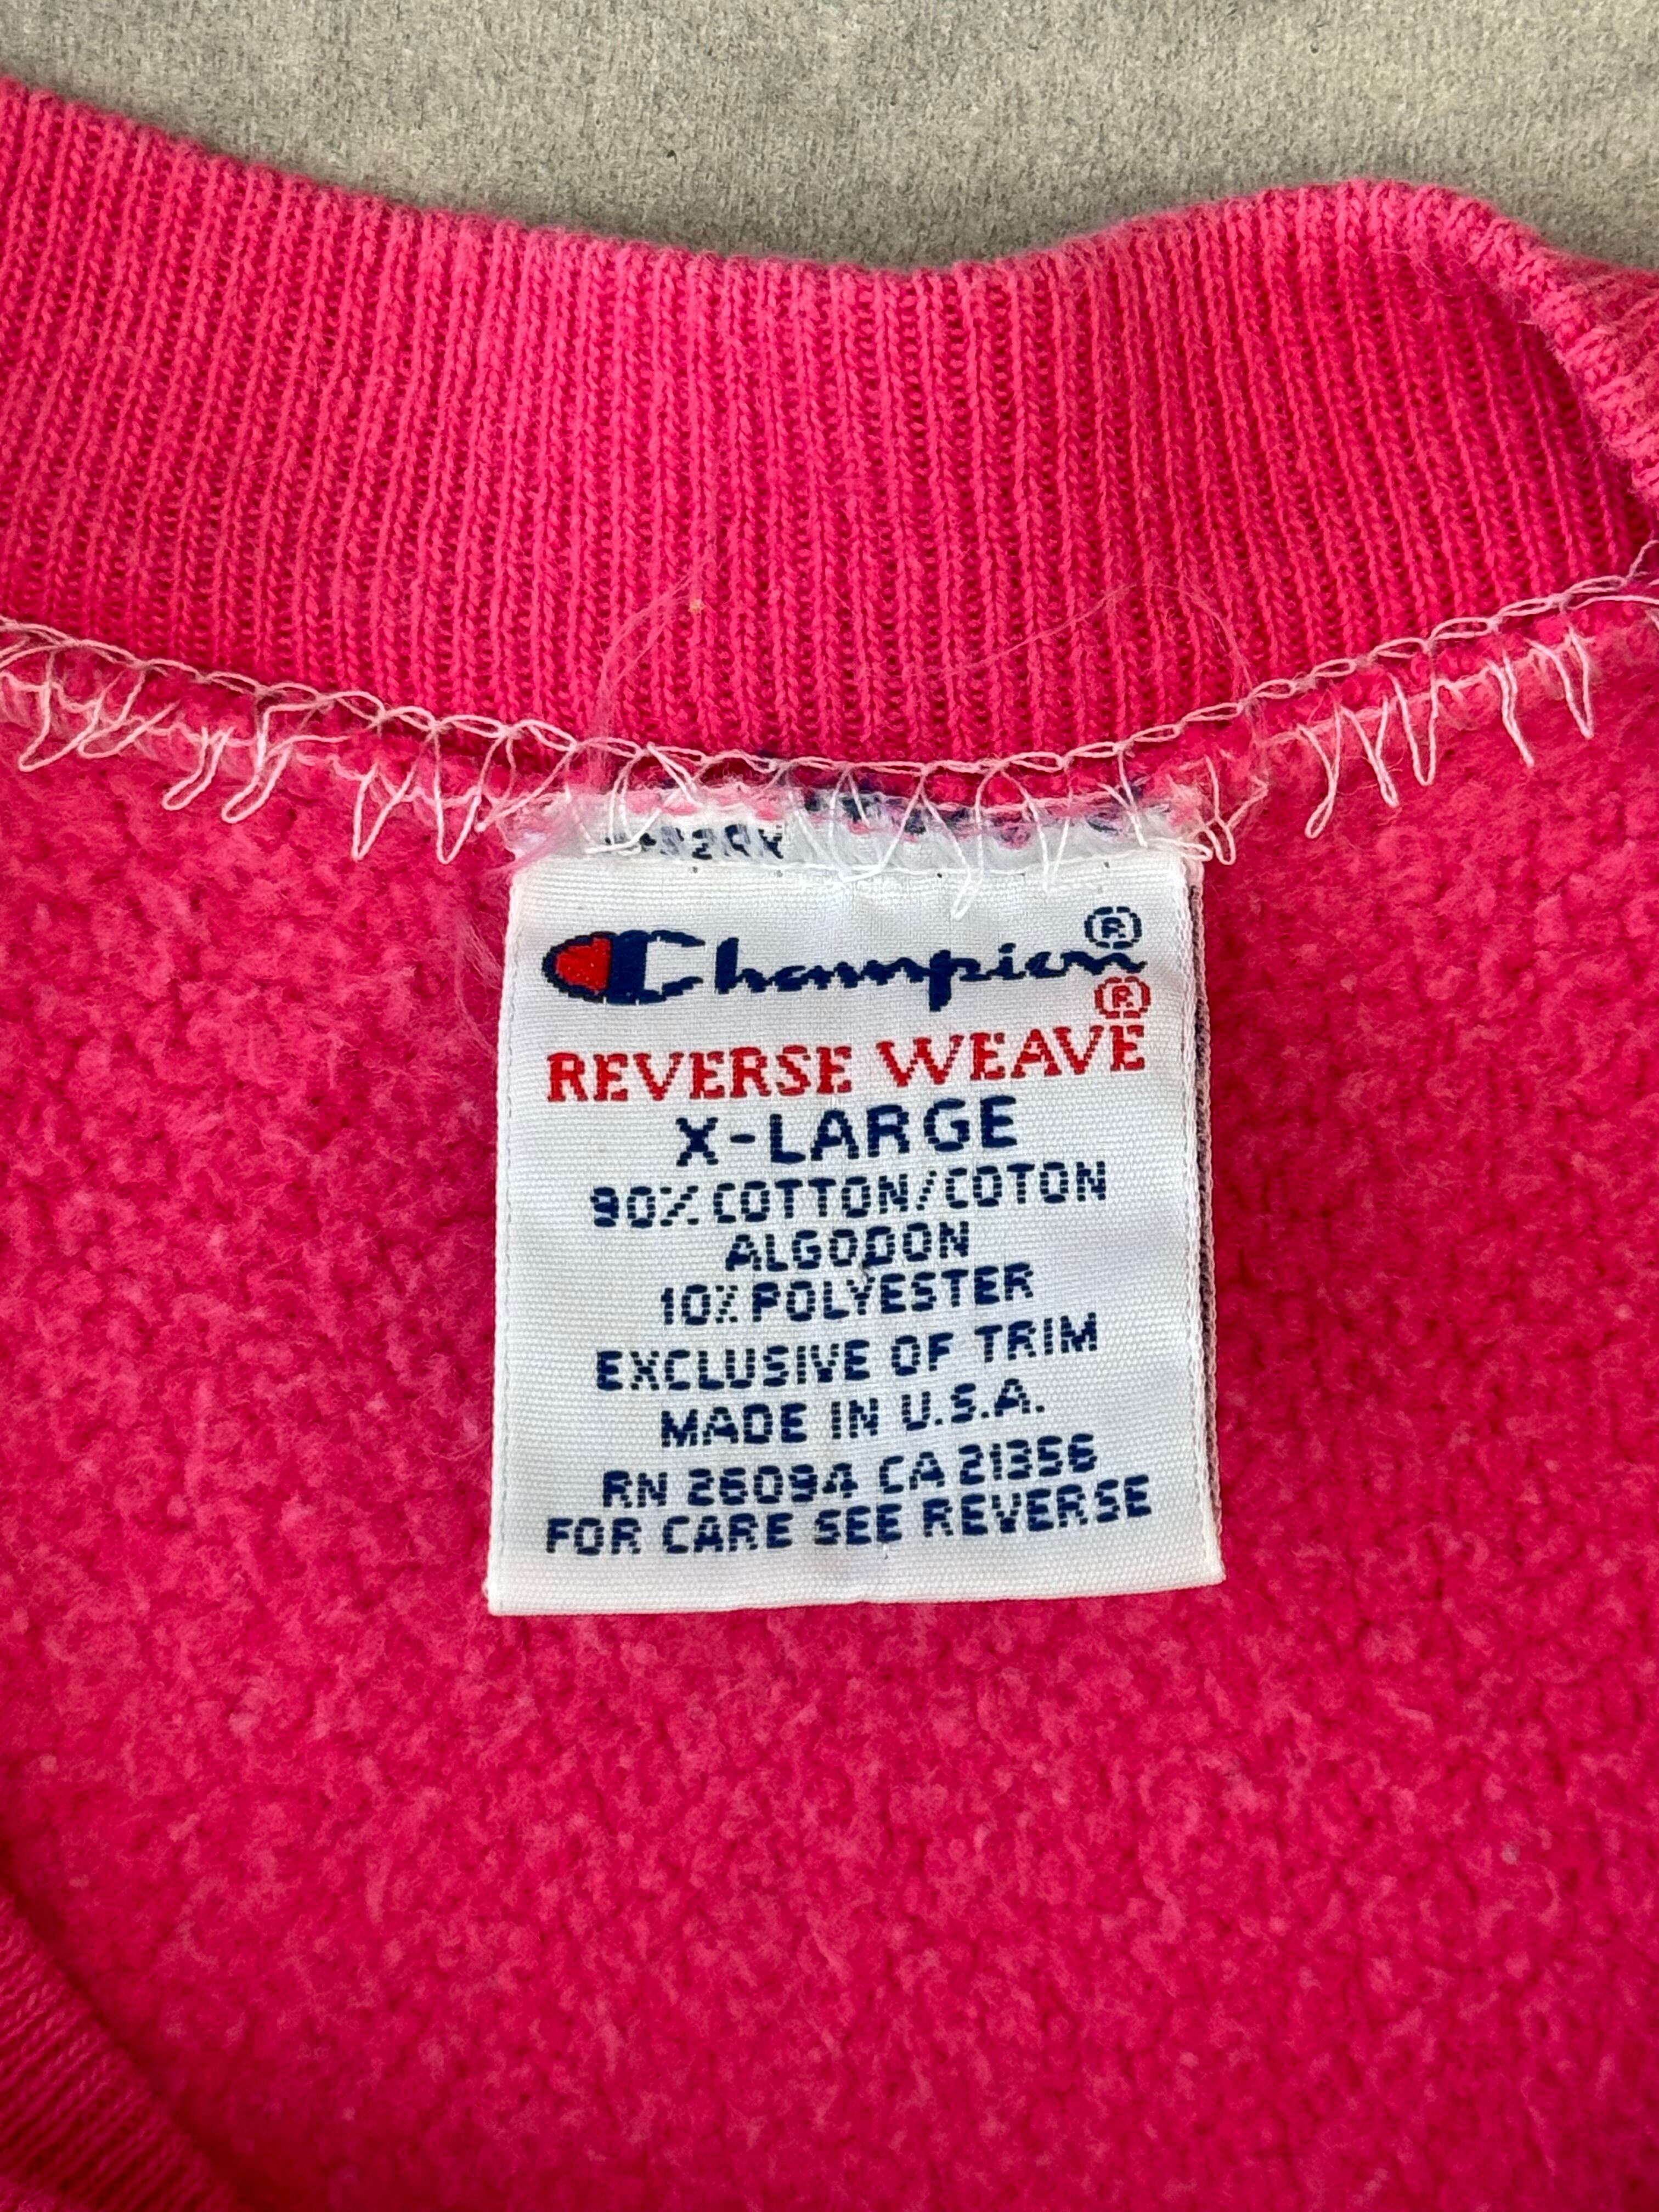 Champion®
®
REVERSE WEAVE
X-LARGE
90% COTTON/COTON
ALGODON
10% POLYESTER
EXCLUSIVE OF TRIM
MADE IN U.S.A.
RN 26094 CA 21356
FOR CARE SEE REVERSE